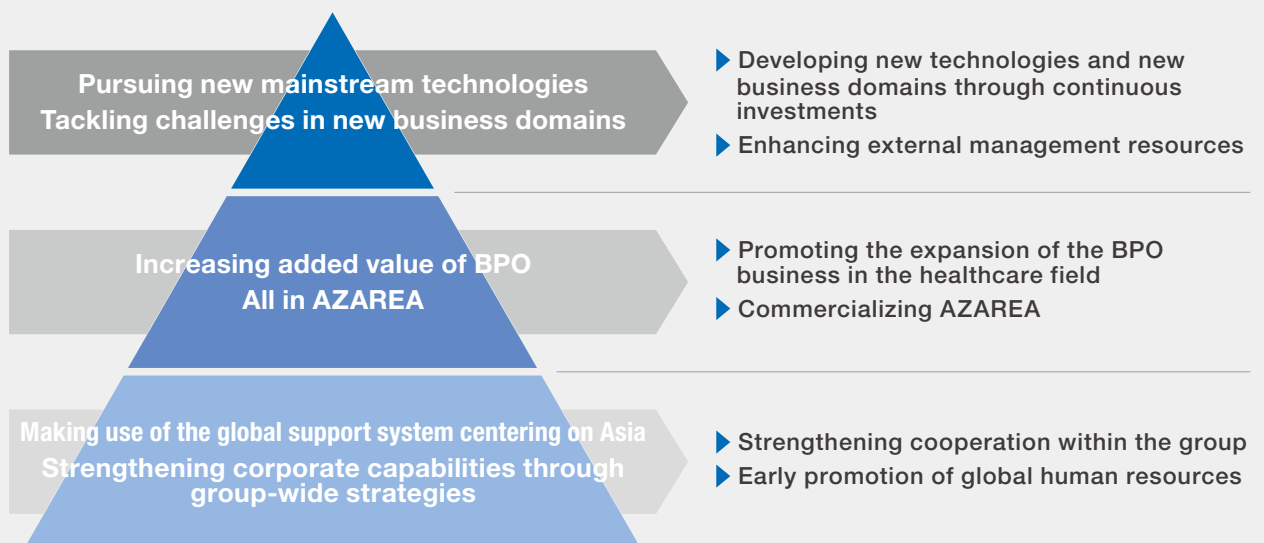 Pursuing new mainstream technologies
Tackling challenges in new business domains
Developing new technologies and new
business domains through continuous
investments
Enhancing external management resources
Increasing added value of BPO
All in AZAREA
Promoting the expansion of the BPO
business in the healthcare field
Commercializing AZAREA
Making use of the global support system centering on Asia
Strengthening corporate capabilities through
group-wide strategies
Strengthening cooperation within the group
Early promotion of global human resources